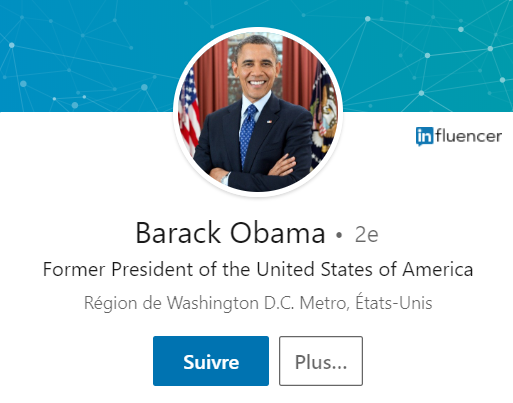 influencer
Barack Obama • 2e
Former President of the United States of America
Région de Washington D.C. Metro, États-Unis
Suivre Plus...